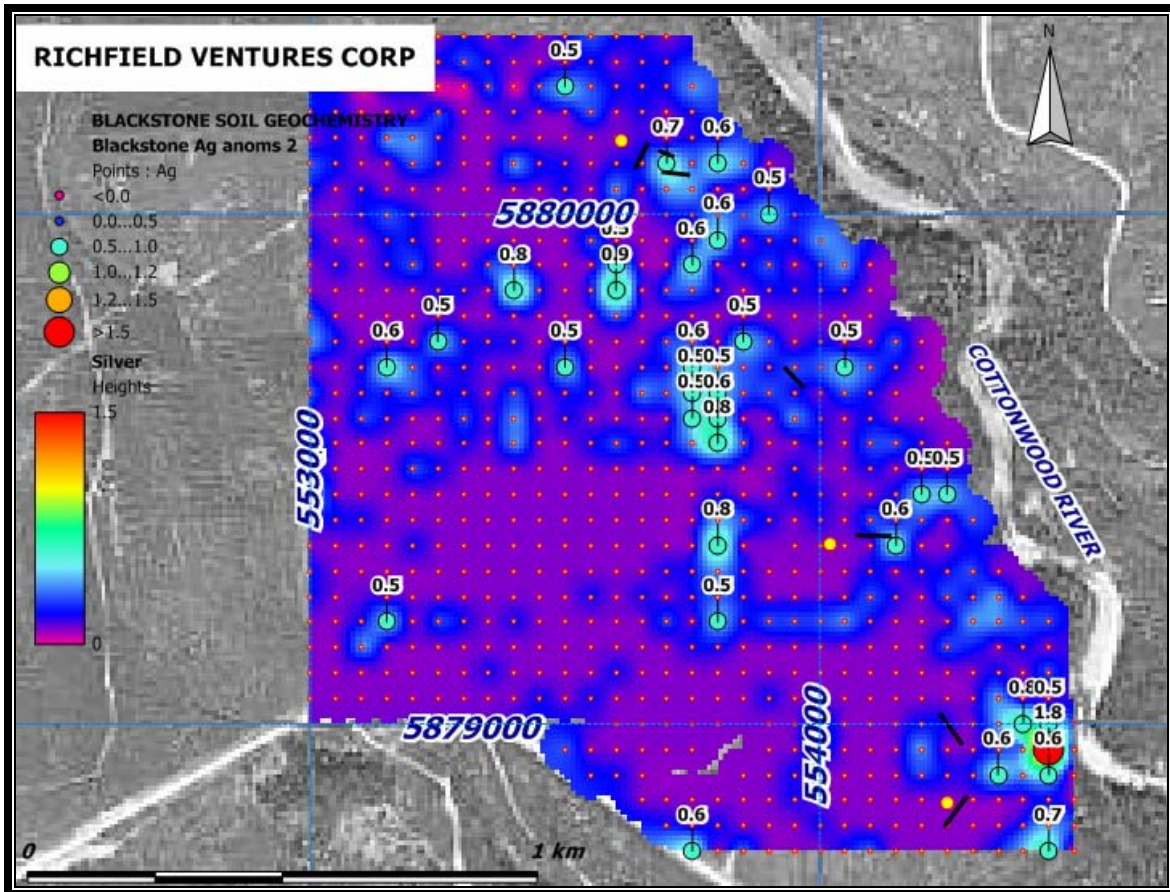 RICHFIELD VENTURES CORP
BLACKSTONE SOIL GEOCHEMISTRY
Blackstone Ag anoms 2
Points : Ag
<0.0
0.0...0.5
0.5...1.0
1.0...1.2
1.2...1.5
>1.5
Silver
Heights
1.5
0
N
0.5
0.7 0.6
0.5
5880000 0.6
0.6
0.8 0.9
0.5 0.5
0.6 0.5 0.6 0.5
0.5 0.5
0.5 0.6
0.8
COTTONWOOD RIVER
553000
0.5 0.5
0.8 0.6
0.5 0.5
554000
0.8 0.5
5879000 1.8
0.6 0.6
0.6 0.7
0 1 km